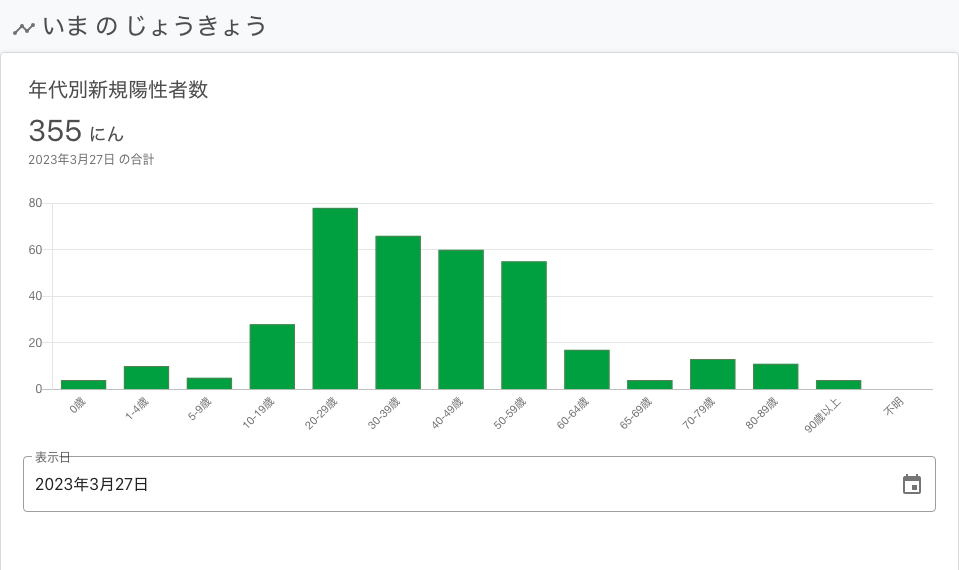 いま の じょうきょう
年代別新規陽性者数
355 にん
2023年3月27日 の合計
80
60
40
20
0
0歳
1-4歳
5-9歳
10-19歳
20-29歳
30-39歳
40-49歳
50-59歳
60-64歳
65-69歳
70-79歳
80-89歳
90歳以上
不明
表示日
2023年3月27日